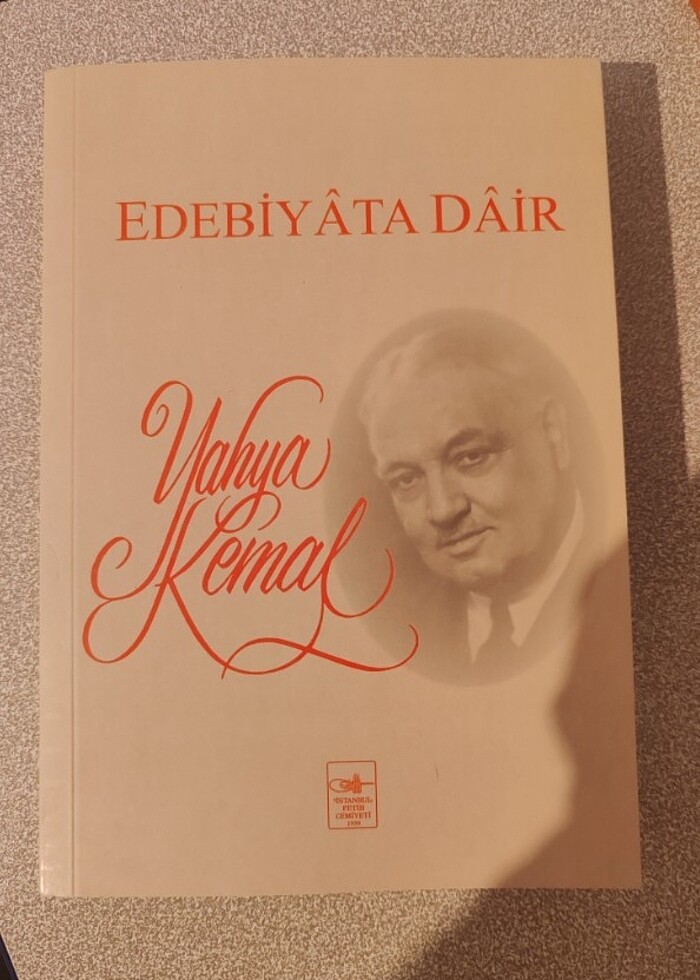 EDEBİYÂTA DÂİR
Yahya
Kemal
İSTANBUL
FETİH
CEMİYETİ